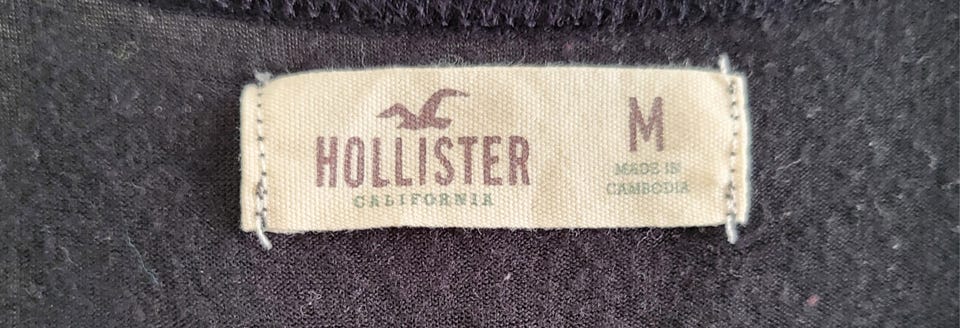 HOLLISTER
CALIFORNIA
M
MADE IN
CAMBODIA